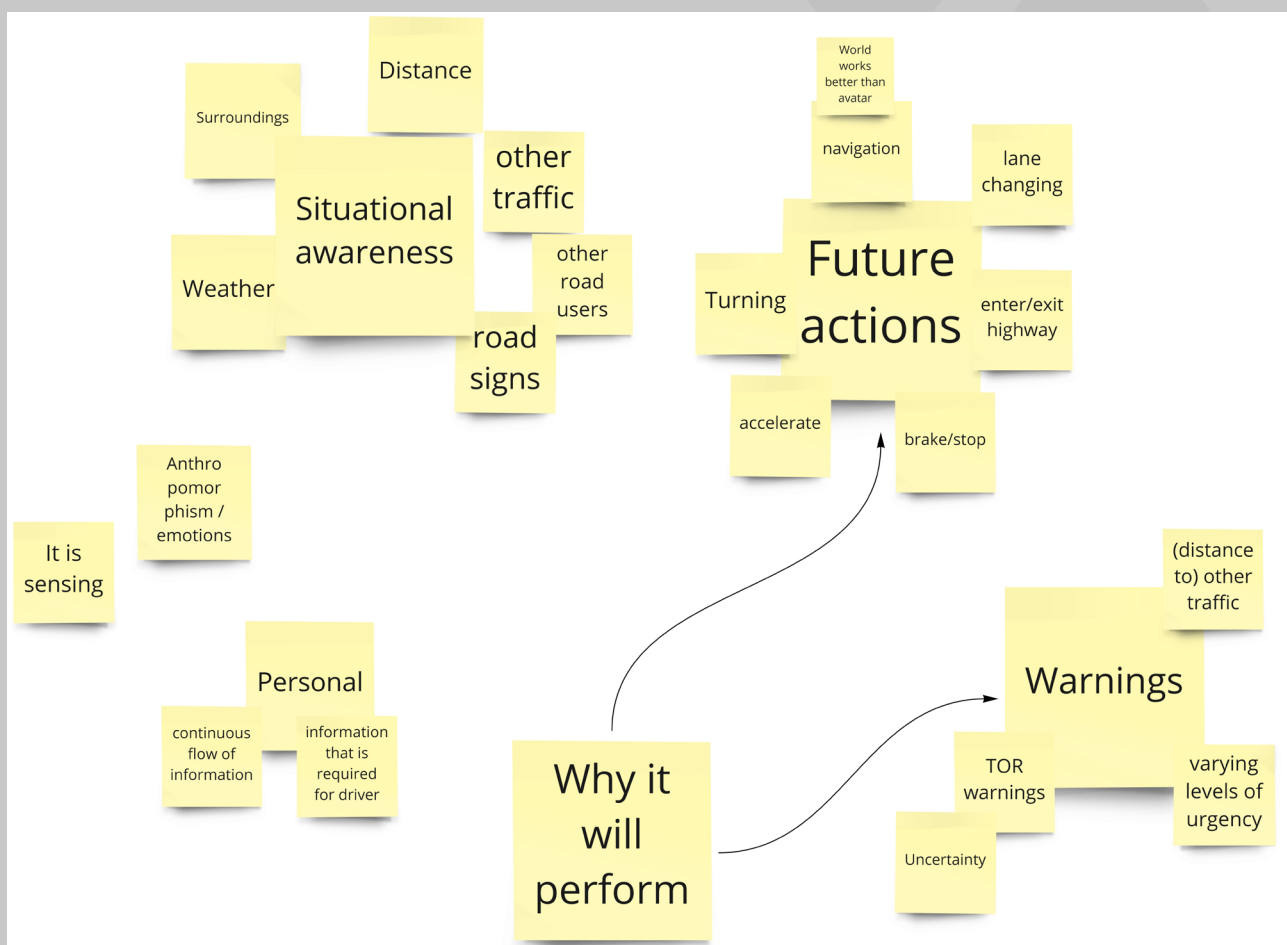 Distance
Surroundings
other
traffic
Situational
awareness
other
road
users
Weather
road
signs
World
works
better than
avatar
navigation
lane
changing
Future
actions
Turning
enter/exit
highway
accelerate
brake/stop
Anthro
pomor
phism /
emotions
It is
sensing
Personal
continuous
flow of
information
information
that is
required
for driver
Why it
will
perform
(distance
to) other
traffic
Warnings
TOR
warnings
varying
levels of
urgency
Uncertainty